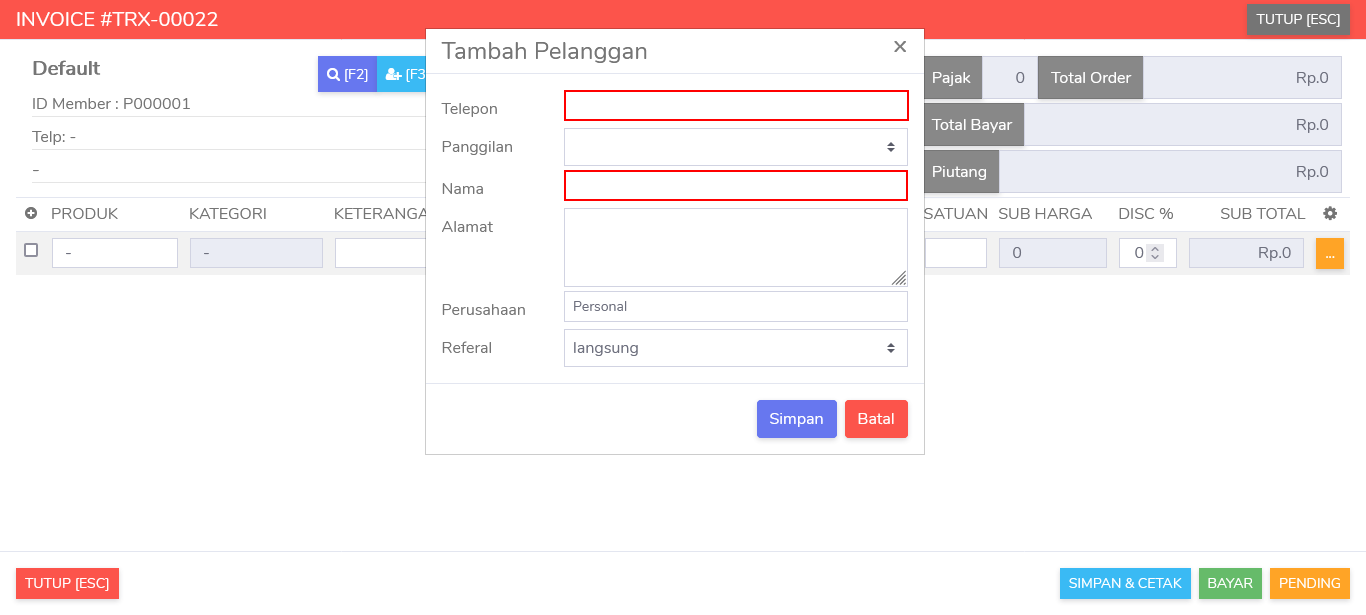 INVOICE #TRX-00022
TUTUP [ESC]
Default
[F2]
[F3
ID Member : P000001
Telp: -
-
Tambah Pelanggan
×
Telepon
Panggilan
Nama
Alamat
Perusahaan
Personal
Referal
langsung
Simpan
Batal
Pajak
0
Total Order
Rp.0
Total Bayar
Rp.0
Piutang
Rp.0
PRODUK KATEGORI KETERANGA SATUAN SUB HARGA DISC % SUB TOTAL
- - 0 0 Rp.0 ...
TUTUP [ESC]
SIMPAN & CETAK
BAYAR
PENDING